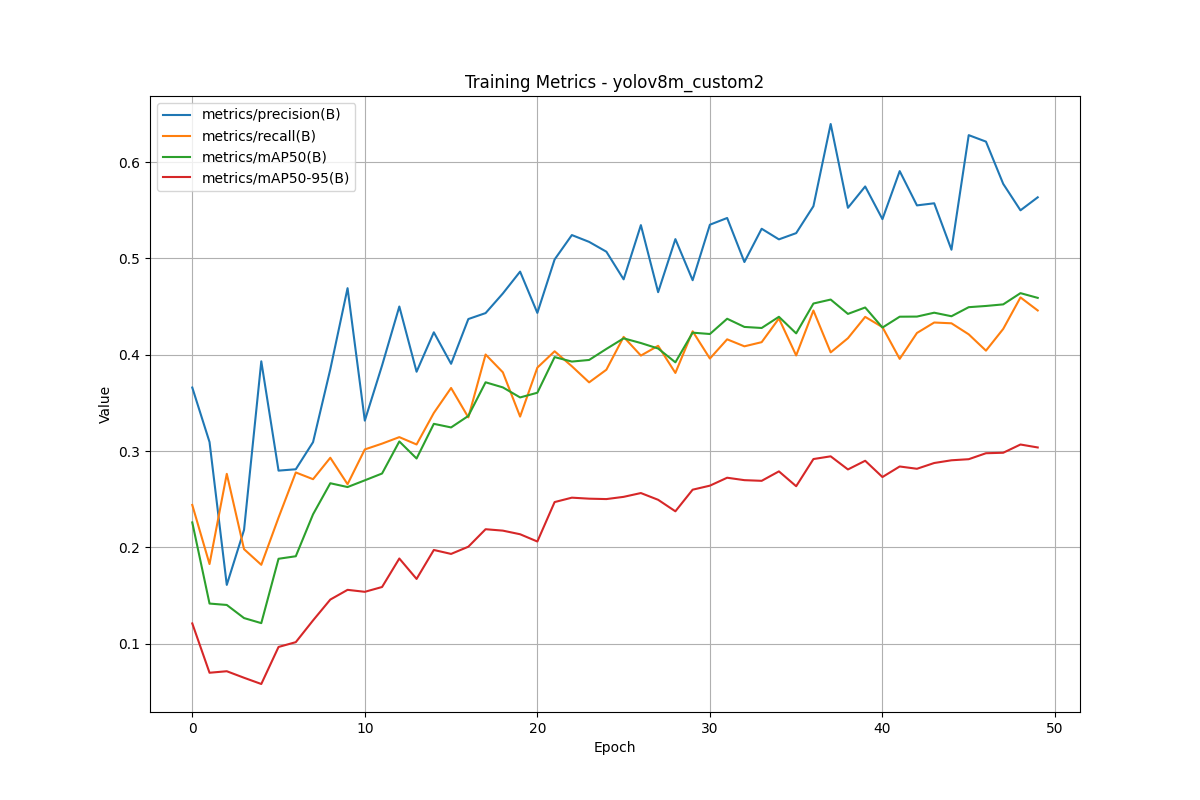 Training Metrics - yolov8m_custom2
metrics/precision(B)
metrics/recall(B)
metrics/mAP50(B)
metrics/mAP50-95(B)
Value
0.6
0.5
0.4
0.3
0.2
0.1
0 10 20 30 40 50
Epoch